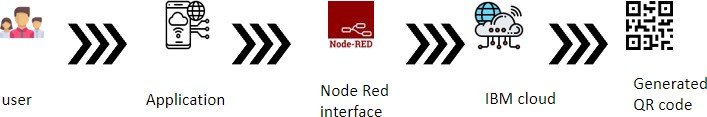 Node-RED
user
Application
Node Red
interface
IBM cloud
Generated
QR code